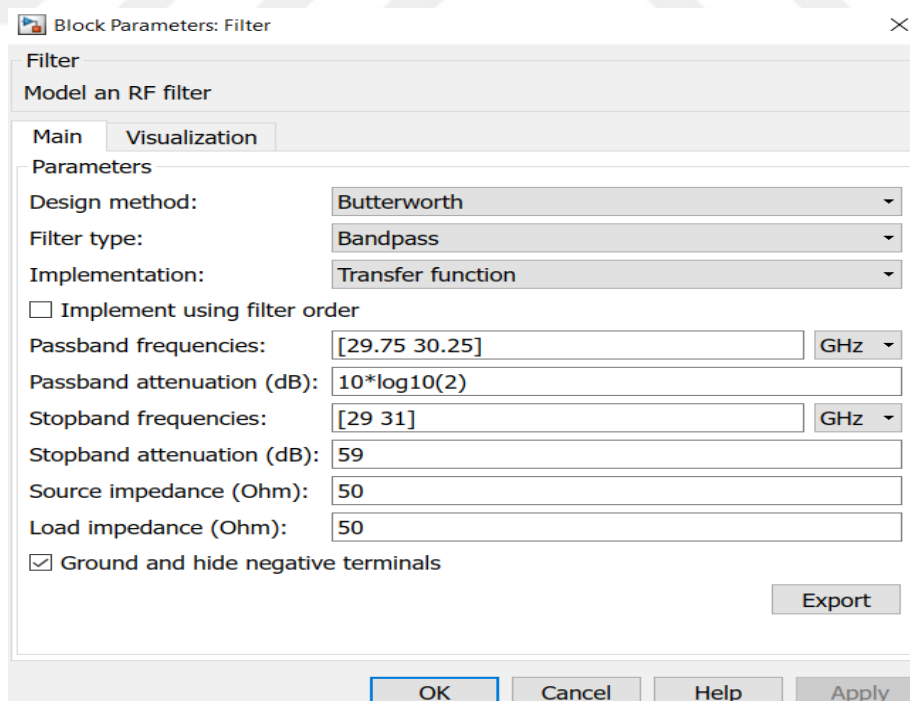 Block Parameters: Filter
Filter
Model an RF filter
Main Visualization
Parameters
Design method: Butterworth
Filter type: Bandpass
Implementation: Transfer function
Implement using filter order
Passband frequencies: [29.75 30.25] GHz
Passband attenuation (dB): 10*log10(2)
Stopband frequencies: [29 31] GHz
Stopband attenuation (dB): 59
Source impedance (Ohm): 50
Load impedance (Ohm): 50
Ground and hide negative terminals
Export
OK Cancel Help Apply